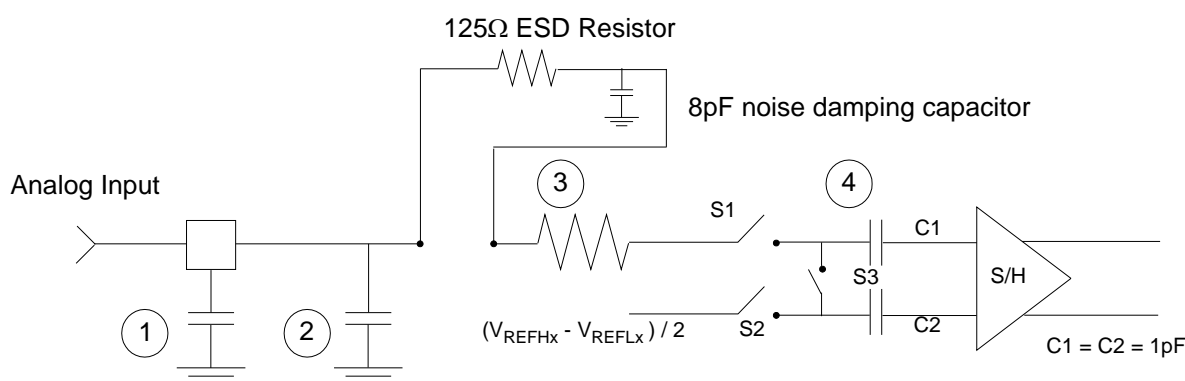 125Ω ESD Resistor
8pF noise damping capacitor
Analog Input
3
4
S1
C1
S3
S/H
1
2
(VREFHx - VREFLx) / 2
S2
C2
C1 = C2 = 1pF